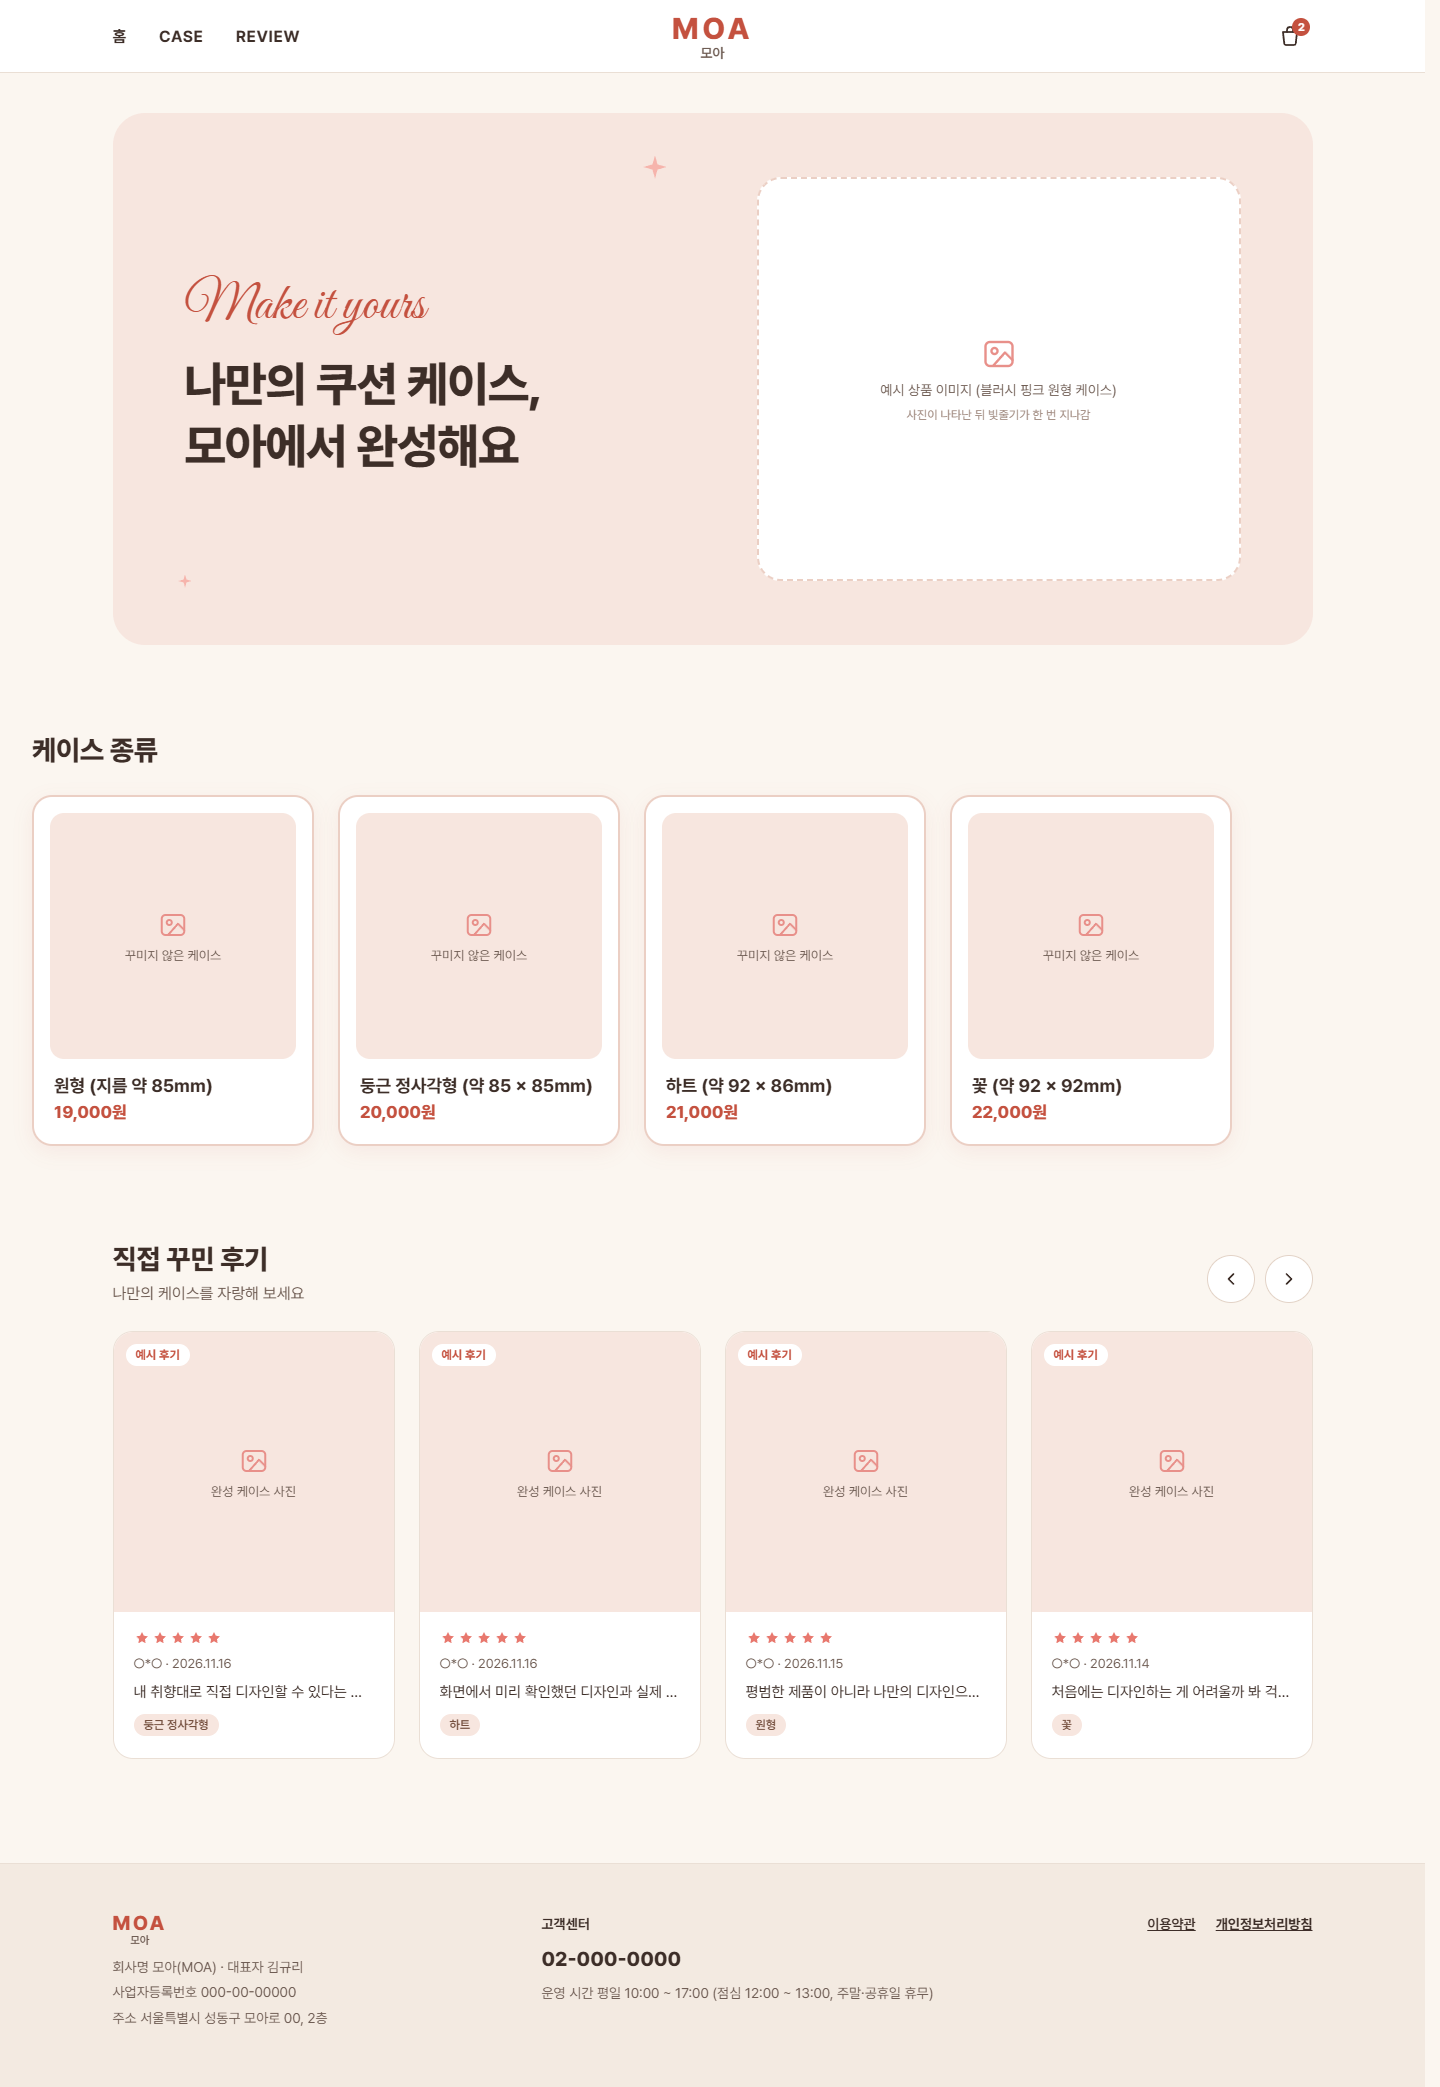 홈
CASE
REVIEW
MOA
모아
2
Make it yours
나만의 쿠션 케이스,
모아에서 완성해요
예시 상품 이미지 (블러시 핑크 원형 케이스)
사진이 나타난 뒤 빛줄기가 한 번 지나감
케이스 종류
꾸미지 않은 케이스
원형 (지름 약 85mm)
19,000원
꾸미지 않은 케이스
둥근 정사각형 (약 85 × 85mm)
20,000원
꾸미지 않은 케이스
하트 (약 92 × 86mm)
21,000원
꾸미지 않은 케이스
꽃 (약 92 × 92mm)
22,000원
직접 꾸민 후기
나만의 케이스를 자랑해 보세요
예시 후기
완성 케이스 사진
○*○ · 2026.11.16
내 취향대로 직접 디자인할 수 있다는 ...
둥근 정사각형
예시 후기
완성 케이스 사진
○*○ · 2026.11.16
화면에서 미리 확인했던 디자인과 실제 ...
하트
예시 후기
완성 케이스 사진
○*○ · 2026.11.15
평범한 제품이 아니라 나만의 디자인으...
원형
예시 후기
완성 케이스 사진
○*○ · 2026.11.14
처음에는 디자인하는 게 어려울까 봐 걱...
꽃
MOA
모아
회사명 모아(MOA) · 대표자 김규리
사업자등록번호 000-00-00000
주소 서울특별시 성동구 모아로 00, 2층
고객센터
02-000-0000
운영 시간 평일 10:00 ~ 17:00 (점심 12:00 ~ 13:00, 주말·공휴일 휴무)
이용약관
개인정보처리방침